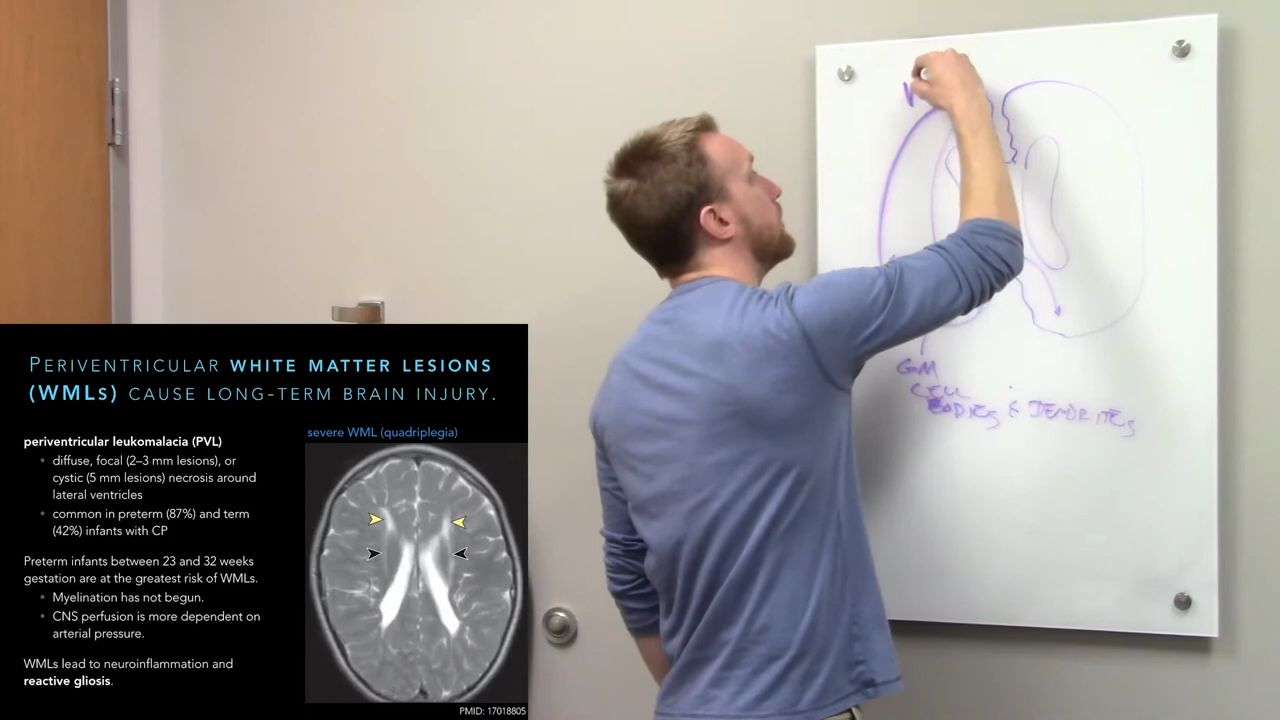 PERIVENTRICULAR WHITE MATTER LESIONS
(WMLs) CAUSE LONG-TERM BRAIN INJURY.
periventricular leukomalacia (PVL)
• diffuse, focal (2–3 mm lesions), or
cystic (5 mm lesions) necrosis around
lateral ventricles
• common in preterm (87%) and term
(42%) infants with CP
Preterm infants between 23 and 32 weeks
gestation are at the greatest risk of WMLs.
• Myelination has not begun.
• CNS perfusion is more dependent on
arterial pressure.
WMLs lead to neuroinflammation and
reactive gliosis.
severe WML (quadriplegia)
PMID: 17018805
GM
CELL
BODIES & DENDRITES